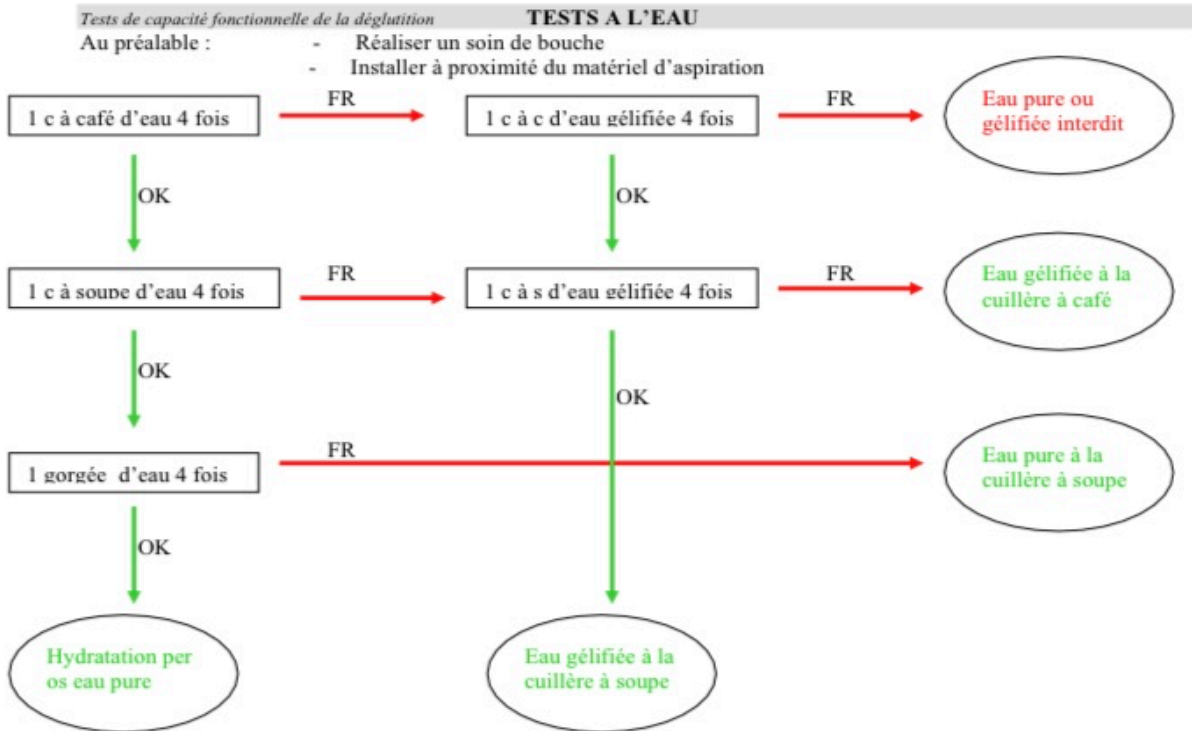 Tests de capacité fonctionnelle de la déglutition
TESTS A L'EAU
Au préalable :
- Réaliser un soin de bouche
- Installer à proximité du matériel d'aspiration
1 c à café d'eau 4 fois
FR
1 c à c d'eau gélifiée 4 fois
FR
Eau pure ou
gélifiée interdit
OK
OK
1 c à soupe d'eau 4 fois
FR
1 c à s d'eau gélifiée 4 fois
FR
Eau gélifiée à la
cuillère à café
OK
OK
1 gorgée d'eau 4 fois
FR
Eau pure à la
cuillère à soupe
OK
Hydratation per
os eau pure
Eau gélifiée à la
cuillère à soupe